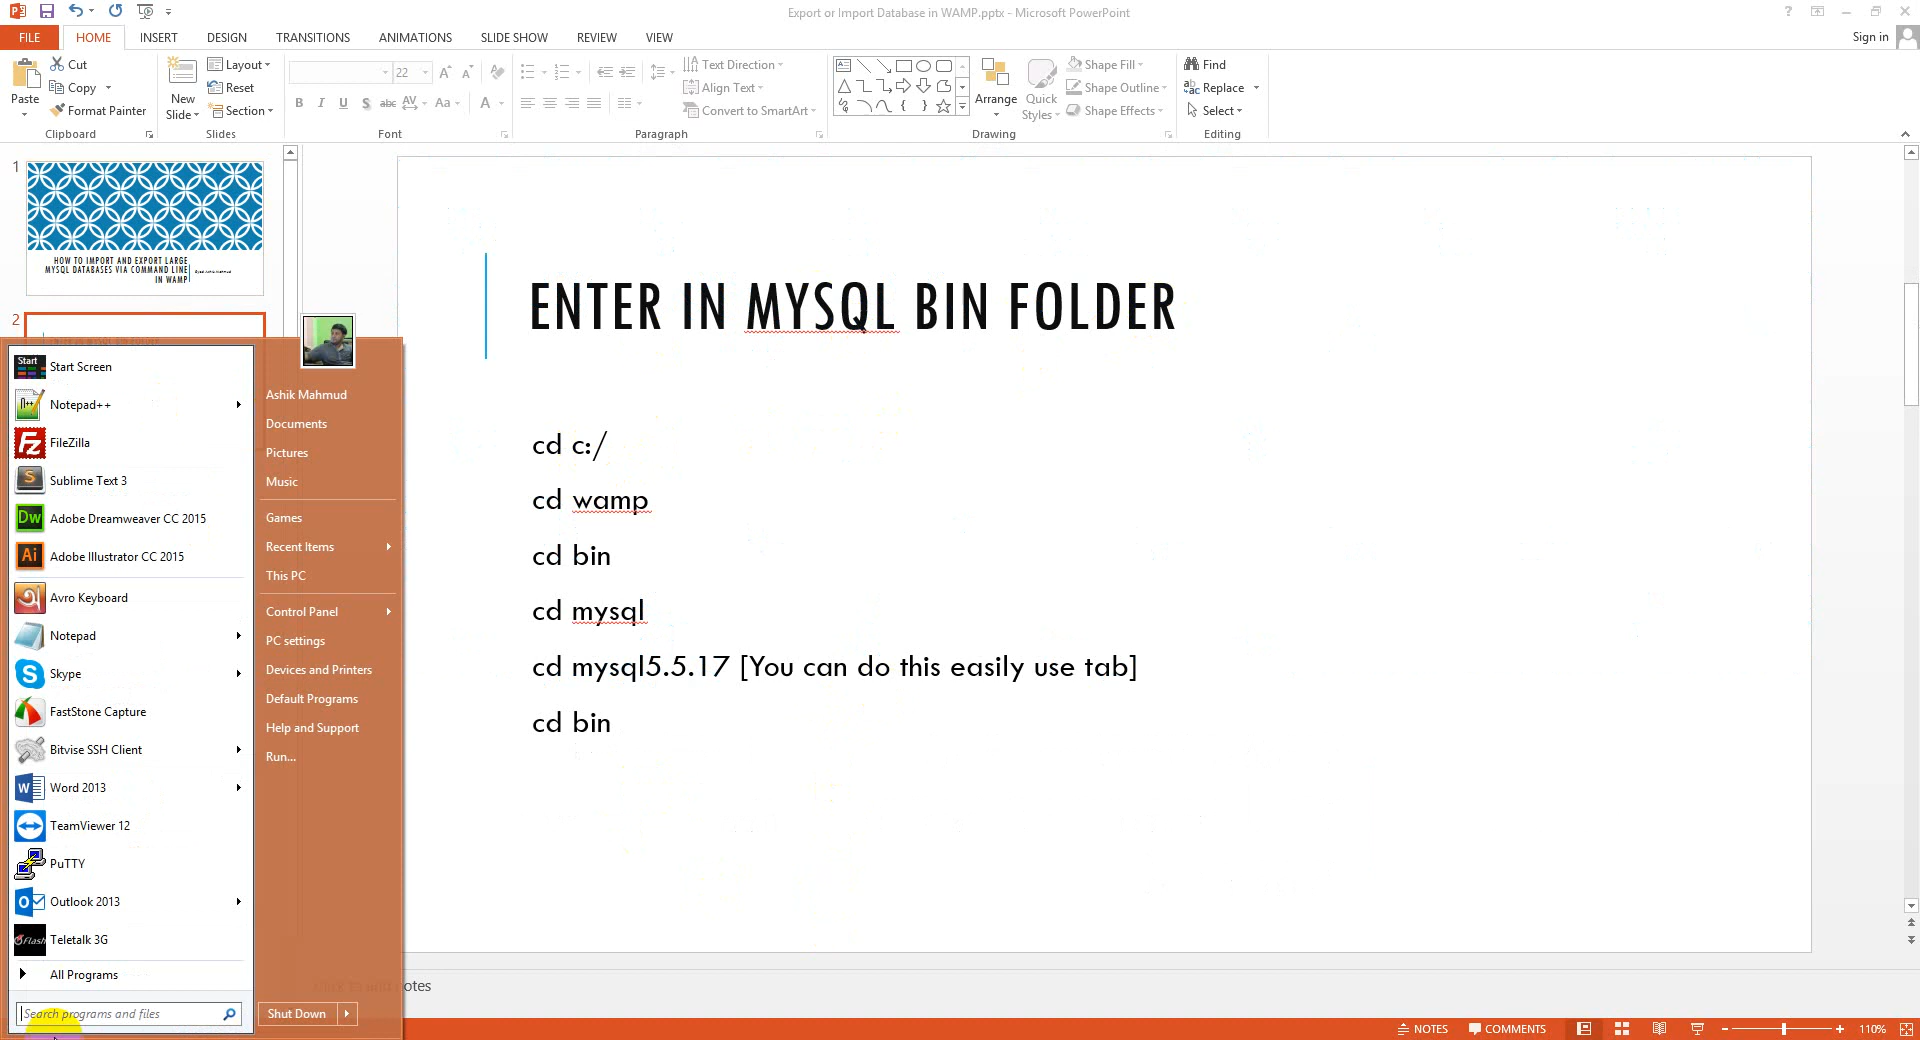 Export or Import Database in WAMP.pptx - Microsoft PowerPoint
FILE HOME INSERT DESIGN TRANSITIONS ANIMATIONS SLIDE SHOW REVIEW VIEW Sign in
Paste
Cut
Copy
Format Painter
Clipboard
New Slide
Layout
Reset
Section
Slides
22
Font
Text Direction
Align Text
Convert to SmartArt
Paragraph
Arrange
Quick Styles
Shape Fill
Shape Outline
Shape Effects
Drawing
Find
Replace
Select
Editing
1
HOW TO IMPORT AND EXPORT LARGE
MYSQL DATABASES VIA COMMAND LINE
IN WAMP
2
ENTER IN MYSQL BIN FOLDER
cd c:/
cd wamp
cd bin
cd mysql
cd mysql5.5.17 [You can do this easily use tab]
cd bin
Start Screen
Notepad++
FileZilla
Sublime Text 3
Adobe Dreamweaver CC 2015
Adobe Illustrator CC 2015
Avro Keyboard
Notepad
Skype
FastStone Capture
Bitvise SSH Client
Word 2013
TeamViewer 12
PuTTY
Outlook 2013
Teletalk 3G
All Programs
Search programs and files
Ashik Mahmud
Documents
Pictures
Music
Games
Recent Items
This PC
Control Panel
PC settings
Devices and Printers
Default Programs
Help and Support
Run...
Shut Down
notes
NOTES COMMENTS 110%